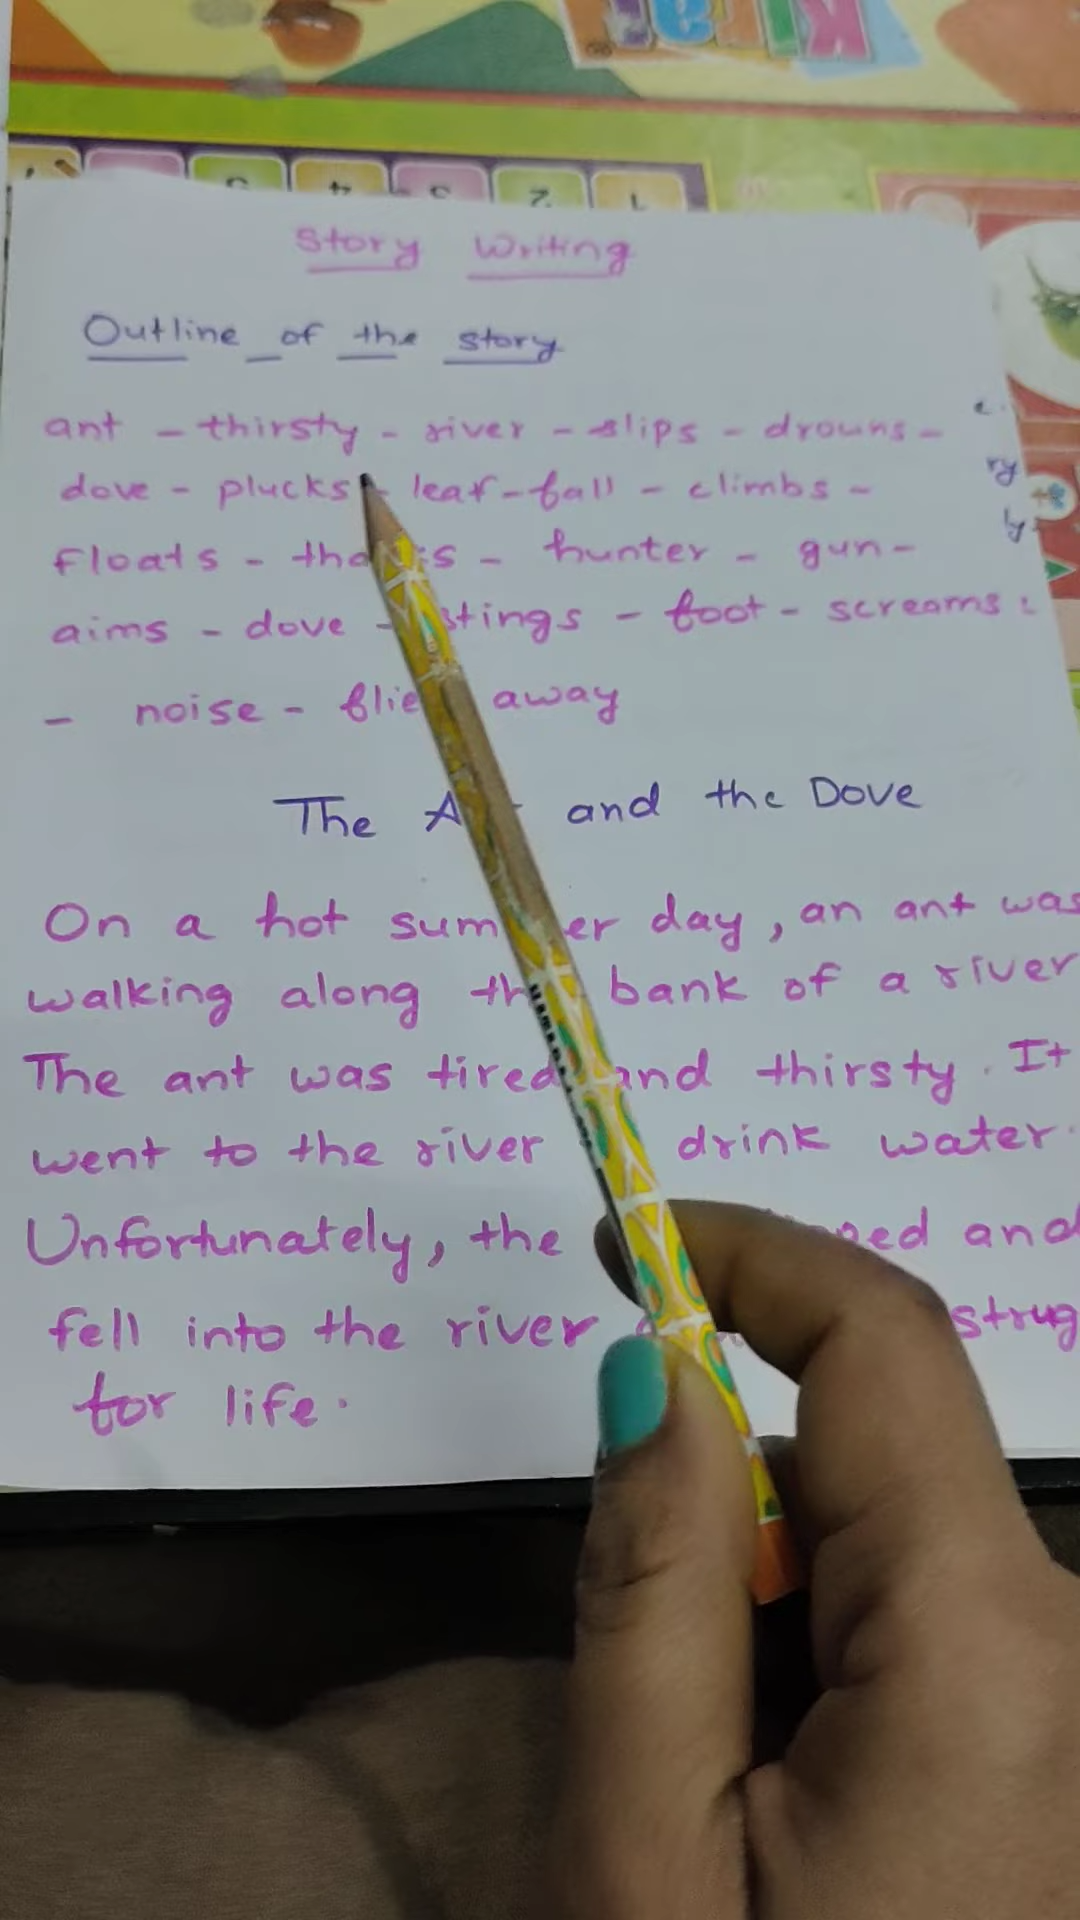 Story Writing
Outline of the story
ant - thirsty - river - slips - drowns -
dove - plucks - leaf - fall - climbs -
floats - - hunter - gun -
aims - dove - stings - foot - screams :
- noise - away
The and the Dove
On a hot day, an ant was
walking along bank of a river
The ant was tired and thirsty. It
went to the river drink water.
Unfortunately, the and
fell into the river
for life.